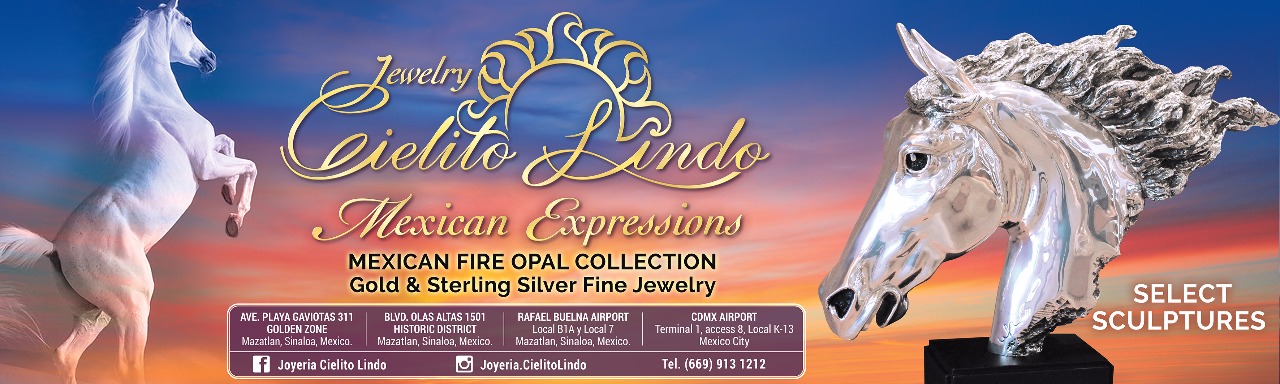 Jewelry
Cielito Lindo
Mexican Expressions
MEXICAN FIRE OPAL COLLECTION
Gold & Sterling Silver Fine Jewelry
AVE. PLAYA GAVIOTAS 311
GOLDEN ZONE
Mazatlan, Sinaloa, Mexico.
BLVD. OLAS ALTAS 1501
HISTORIC DISTRICT
Mazatlan, Sinaloa, Mexico.
RAFAEL BUELNA AIRPORT
Local B1A y Local 7
Mazatlan, Sinaloa, Mexico.
CDMX AIRPORT
Terminal 1, access 8, Local K-13
Mexico City
Joyeria Cielito Lindo
Joyeria.CielitoLindo
Tel. (669) 913 1212
SELECT
SCULPTURES